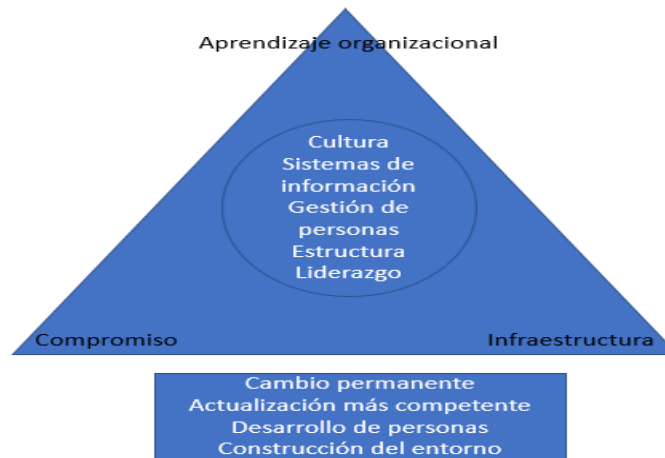 Aprendizaje organizacional
Cultura
Sistemas de
información
Gestión de
personas
Estructura
Liderazgo
Compromiso
Infraestructura
Cambio permanente
Actualización más competente
Desarrollo de personas
Construcción del entorno